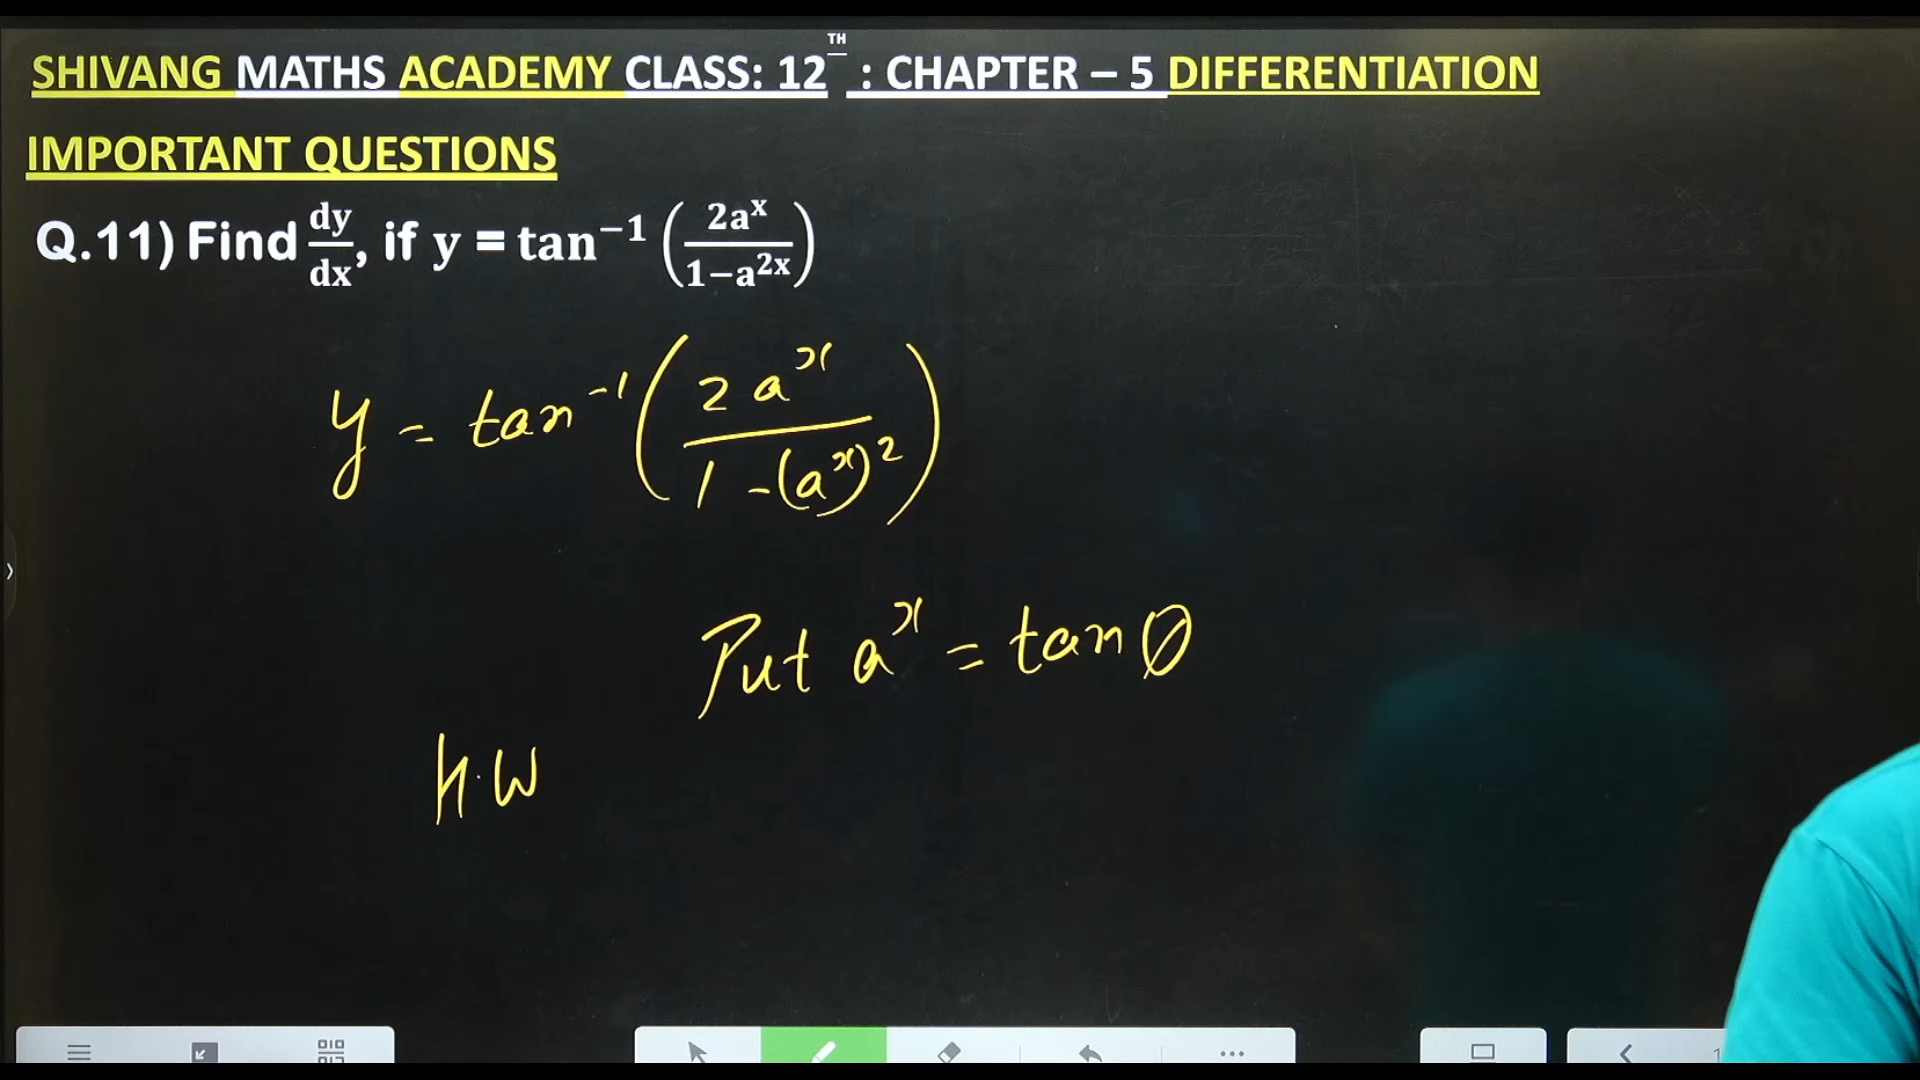 SHIVANG MATHS ACADEMY CLASS: 12TH : CHAPTER – 5 DIFFERENTIATION
IMPORTANT QUESTIONS
Q.11) Find dy/dx, if y = tan⁻¹ (2aˣ/1−a²ˣ)
y = tan⁻¹ (2aˣ/1-(aˣ)²)
Put aˣ = tan θ
H.W